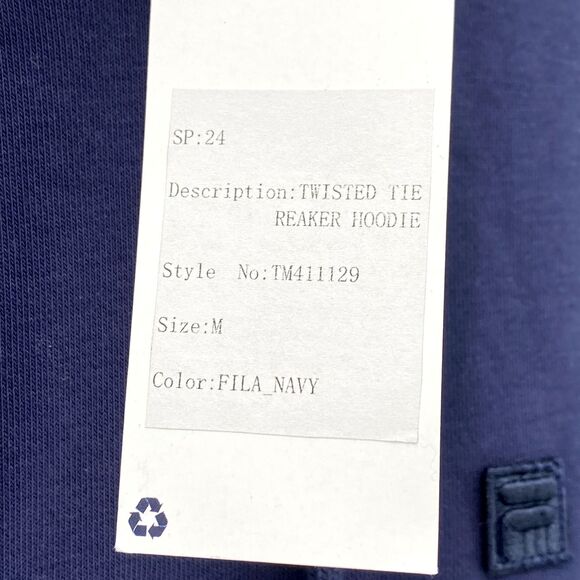 SP:24
Description:TWISTED TIE
REAKER HOODIE
Style No:TM411129
Size:M
Color:FILA_NAVY